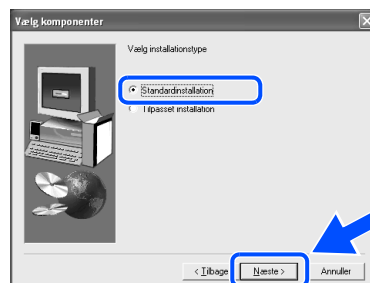 Vælg komponenter
Vælg installationstype
Standardinstallation
Tilpasset installation
< Tilbage
Næste >
Annuller